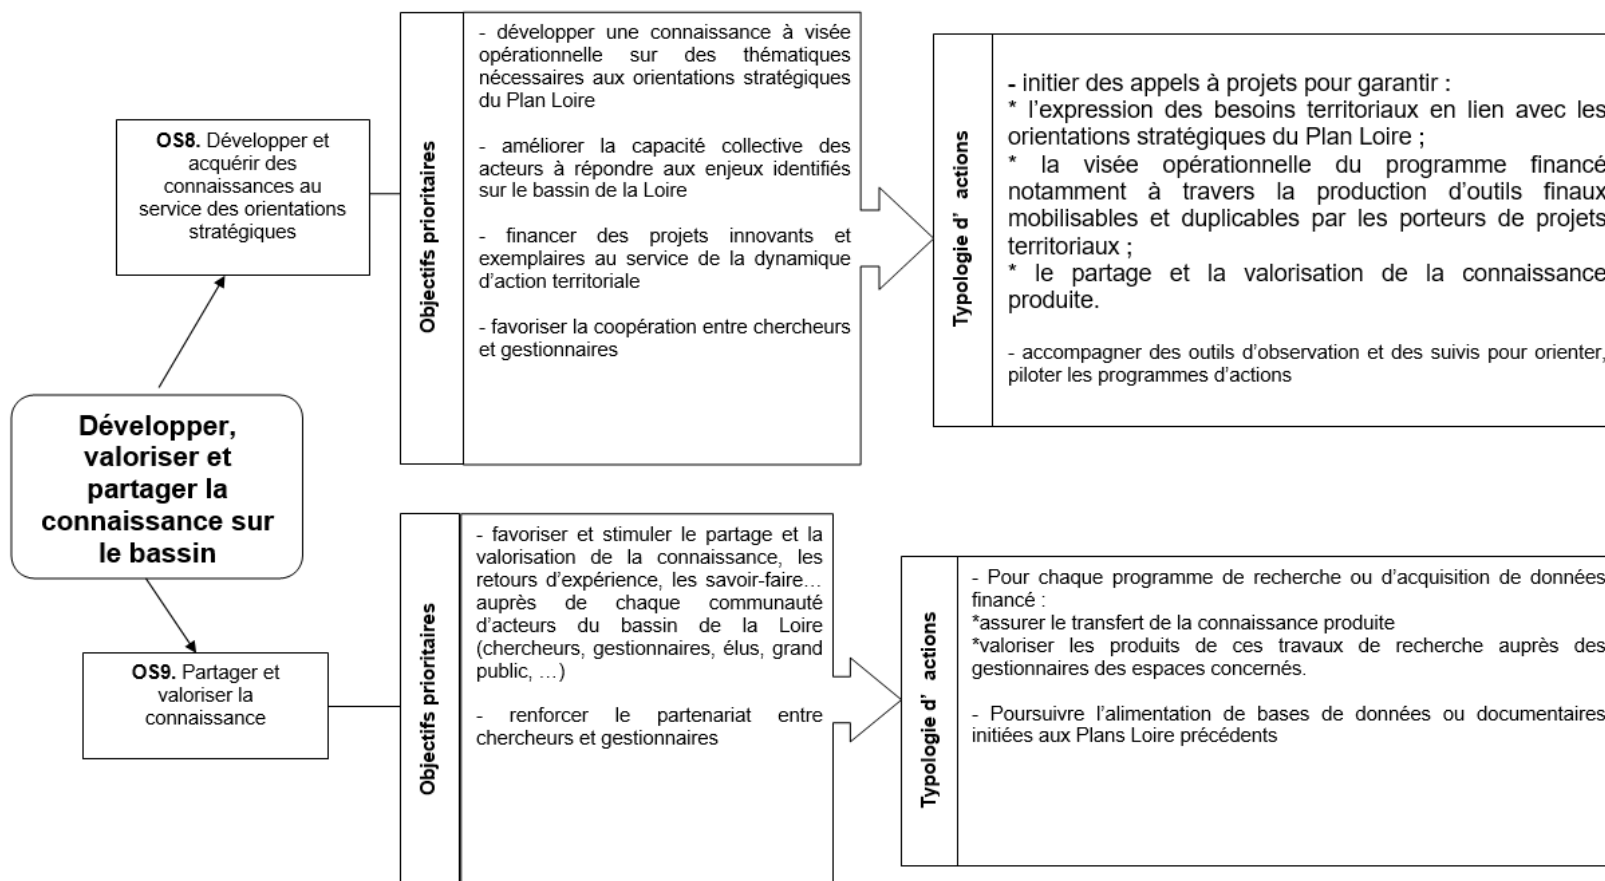 Développer,
valoriser et
partager la
connaissance sur
le bassin
OS8. Développer et
acquérir des
connaissances au
service des orientations
stratégiques
Objectifs prioritaires
- développer une connaissance à visée
opérationnelle sur des thématiques
nécessaires aux orientations stratégiques
du Plan Loire
- améliorer la capacité collective des
acteurs à répondre aux enjeux identifiés
sur le bassin de la Loire
- financer des projets innovants et
exemplaires au service de la dynamique
d'action territoriale
- favoriser la coopération entre chercheurs
et gestionnaires
Typologie d' actions
- initier des appels à projets pour garantir :
* l'expression des besoins territoriaux en lien avec les
orientations stratégiques du Plan Loire ;
* la visée opérationnelle du programme financé
notamment à travers la production d'outils finaux
mobilisables et duplicables par les porteurs de projets
territoriaux ;
* le partage et la valorisation de la connaissance
produite.
- accompagner des outils d'observation et des suivis pour orienter,
piloter les programmes d'actions
OS9. Partager et
valoriser la
connaissance
Objectifs prioritaires
- favoriser et stimuler le partage et la
valorisation de la connaissance, les
retours d'expérience, les savoir-faire…
auprès de chaque communauté
d'acteurs du bassin de la Loire
(chercheurs, gestionnaires, élus, grand
public, …)
- renforcer le partenariat entre
chercheurs et gestionnaires
Typologie d' actions
- Pour chaque programme de recherche ou d'acquisition de données
financé :
*assurer le transfert de la connaissance produite
*valoriser les produits de ces travaux de recherche auprès des
gestionnaires des espaces concernés.
- Poursuivre l'alimentation de bases de données ou documentaires
initiées aux Plans Loire précédents